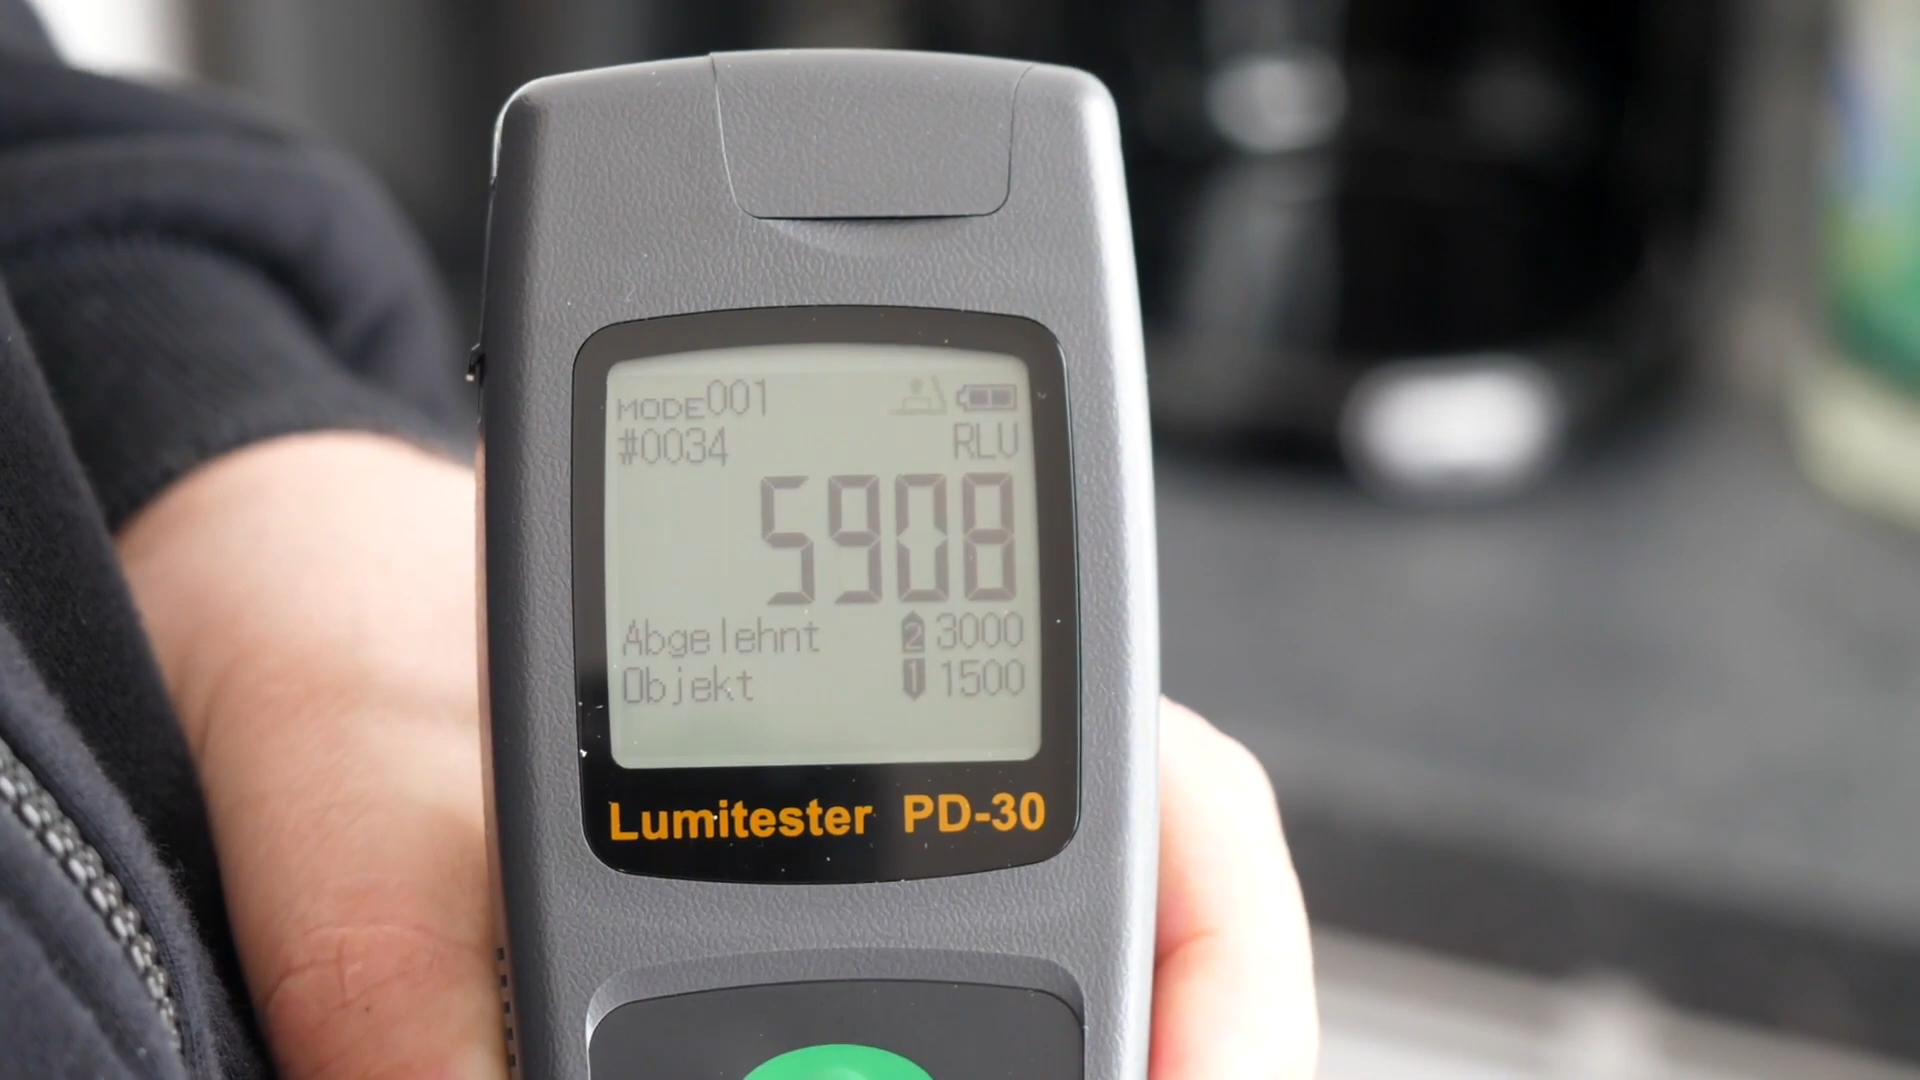 MODE001
#0034 RLU
5908
Abgelehnt 2 3000
Objekt 1 1500
Lumitester PD-30